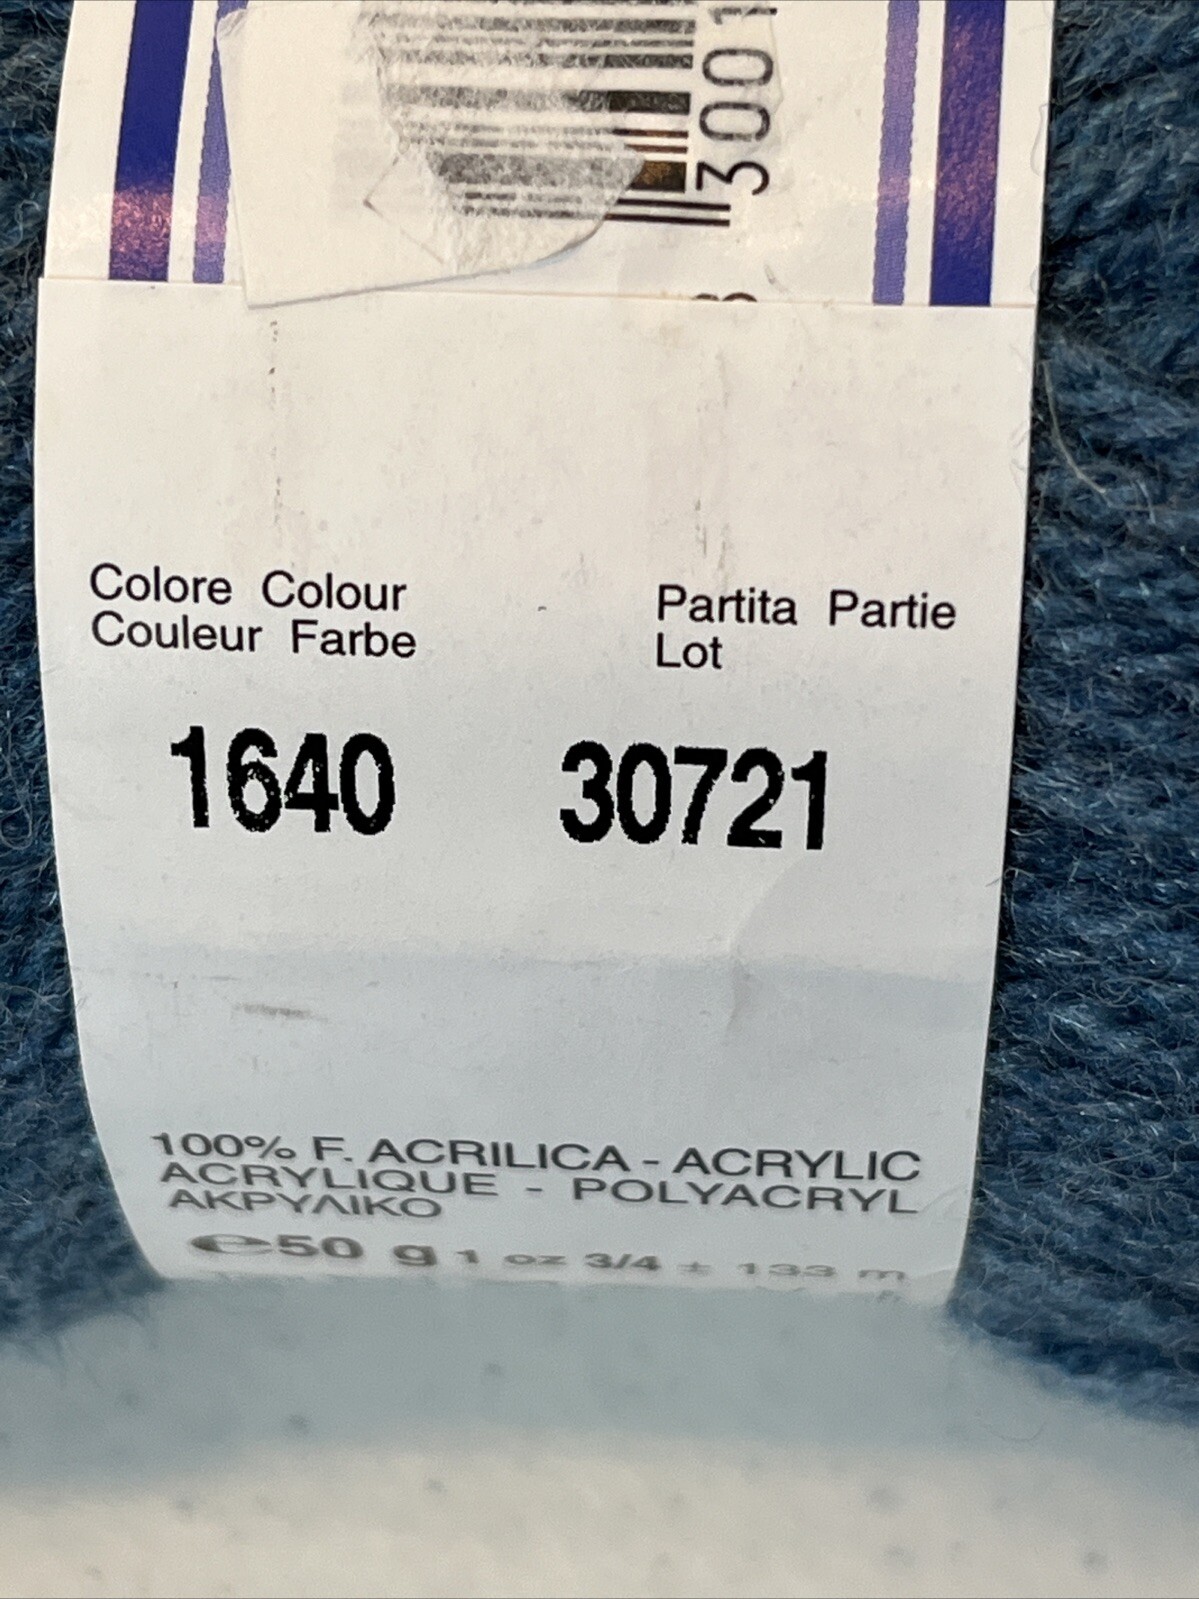 3001
Colore Colour
Couleur Farbe
Partita Partie
Lot
1640
30721
100% F. ACRILICA - ACRYLIC
ACRYLIQUE - POLYACRYL
ΑΚΡΥΛΙΚΟ
℮50 g 1 oz 3/4 ± 133 m